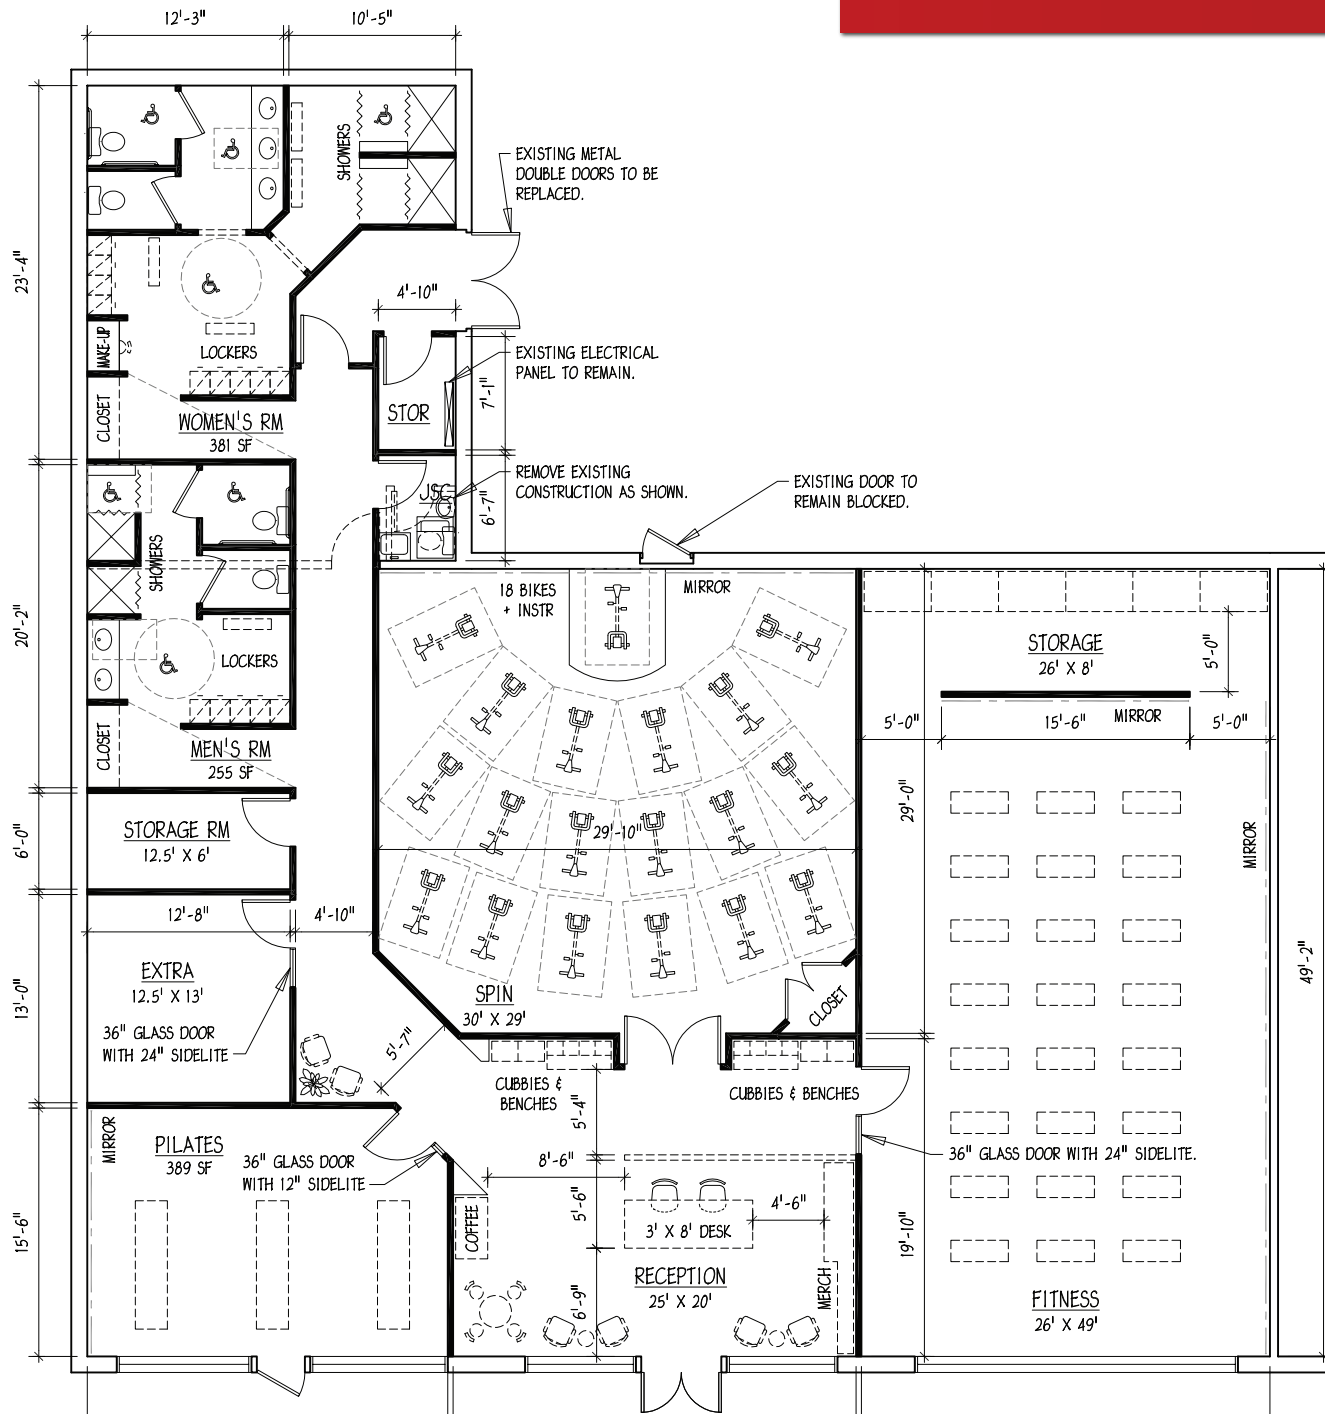 12'-3"
10'-5"
SHOWERS
EXISTING METAL
DOUBLE DOORS TO BE
REPLACED.
23'-4"
4'-10"
MAKE-UP
LOCKERS
EXISTING ELECTRICAL
PANEL TO REMAIN.
7'-1"
CLOSET
STOR
WOMEN'S RM
381 SF
REMOVE EXISTING
CONSTRUCTION AS SHOWN.
EXISTING DOOR TO
REMAIN BLOCKED.
6'-7"
SHOWERS
18 BIKES
+ INSTR
MIRROR
20'-2"
LOCKERS
STORAGE
26' X 8'
5'-0"
5'-0"
15'-6"
MIRROR
5'-0"
CLOSET
MEN'S RM
255 SF
29'-0"
STORAGE RM
12.5' X 6'
6'-0"
29'-10"
MIRROR
12'-8"
4'-10"
EXTRA
12.5' X 13'
13'-0"
49'-2"
SPIN
30' X 29'
CLOSET
36" GLASS DOOR
WITH 24" SIDELITE
5'-7"
CUBBIES &
BENCHES
CUBBIES & BENCHES
5'-4"
MIRROR
PILATES
389 SF
36" GLASS DOOR
WITH 12" SIDELITE
36" GLASS DOOR WITH 24" SIDELITE.
8'-6"
5'-6"
4'-6"
15'-6"
COFFEE
3' X 8' DESK
19'-10"
RECEPTION
25' X 20'
MERCH
6'-9"
FITNESS
26' X 49'